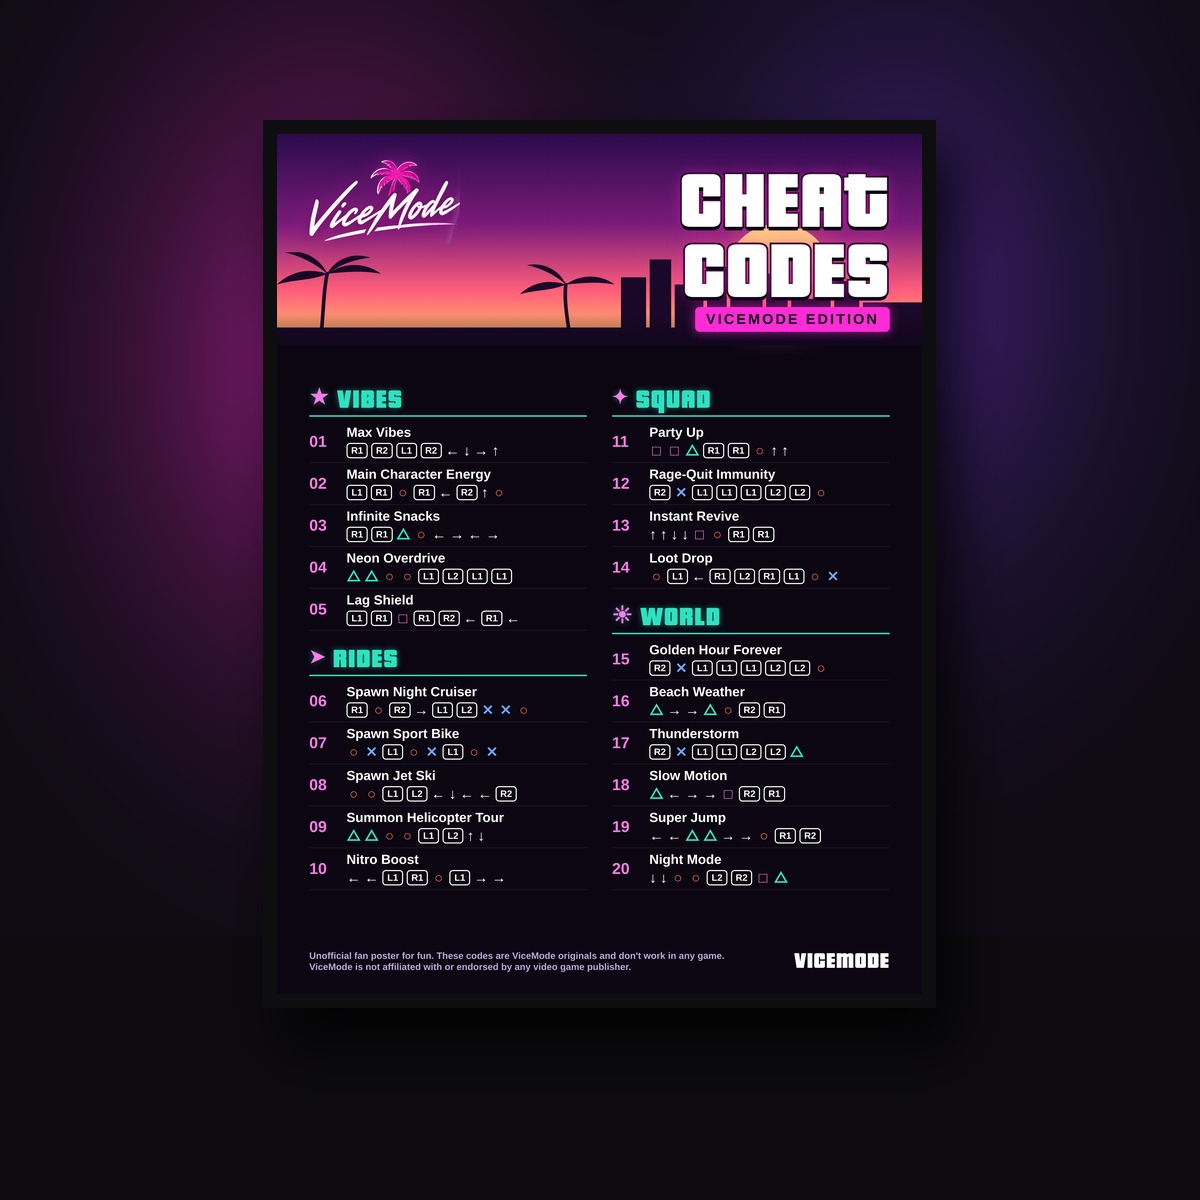 ViceMode
CHEAT
CODES
VICEMODE EDITION
★ VIBES
01 Max Vibes
R1 R2 L1 R2 ← ↓ → ↑
02 Main Character Energy
L1 R1 ○ R1 ← R2 ↑ ○
03 Infinite Snacks
R1 R1 △ ○ ← → ← →
04 Neon Overdrive
△ △ ○ ○ L1 L2 L1 L1
05 Lag Shield
L1 R1 □ R1 R2 ← R1 ←
➤ RIDES
06 Spawn Night Cruiser
R1 ○ R2 → L1 L2 ✕ ✕ ○
07 Spawn Sport Bike
○ ✕ L1 ○ ✕ L1 ○ ✕
08 Spawn Jet Ski
○ ○ L1 L2 ← ↓ ← ← R2
09 Summon Helicopter Tour
△ △ ○ ○ L1 L2 ↑ ↓
10 Nitro Boost
← ← L1 R1 ○ L1 → →
✦ SQUAD
11 Party Up
□ □ △ R1 R1 ○ ↑ ↑
12 Rage-Quit Immunity
R2 ✕ L1 L1 L1 L2 L2 ○
13 Instant Revive
↑ ↑ ↓ ↓ □ ○ R1 R1
14 Loot Drop
○ L1 ← R1 L2 R1 L1 ○ ✕
☀ WORLD
15 Golden Hour Forever
R2 ✕ L1 L1 L1 L2 L2 ○
16 Beach Weather
△ → → △ ○ R2 R1
17 Thunderstorm
R2 ✕ L1 L1 L2 L2 △
18 Slow Motion
△ ← → → □ R2 R1
19 Super Jump
← ← △ △ → → ○ R1 R2
20 Night Mode
↓ ↓ ○ ○ L2 R2 □ △
Unofficial fan poster for fun. These codes are ViceMode originals and don't work in any game.
ViceMode is not affiliated with or endorsed by any video game publisher.
VICEMODE